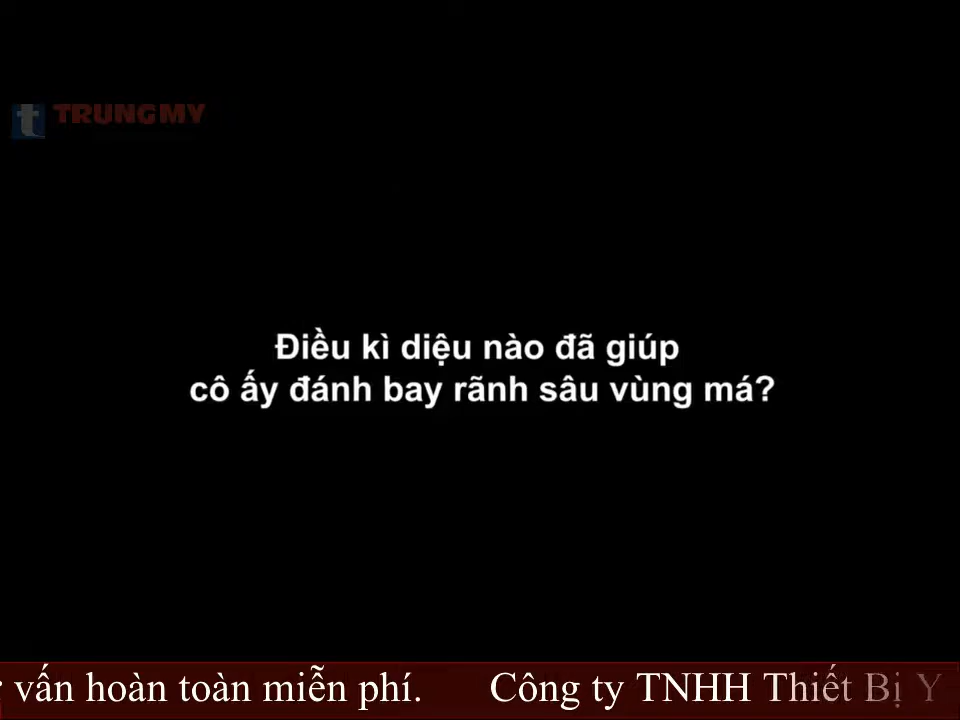 TRUNGMY
Điều kì diệu nào đã giúp
cô ấy đánh bay rãnh sâu vùng má?
vấn hoàn toàn miễn phí. Công ty TNHH Thiết Bị Y